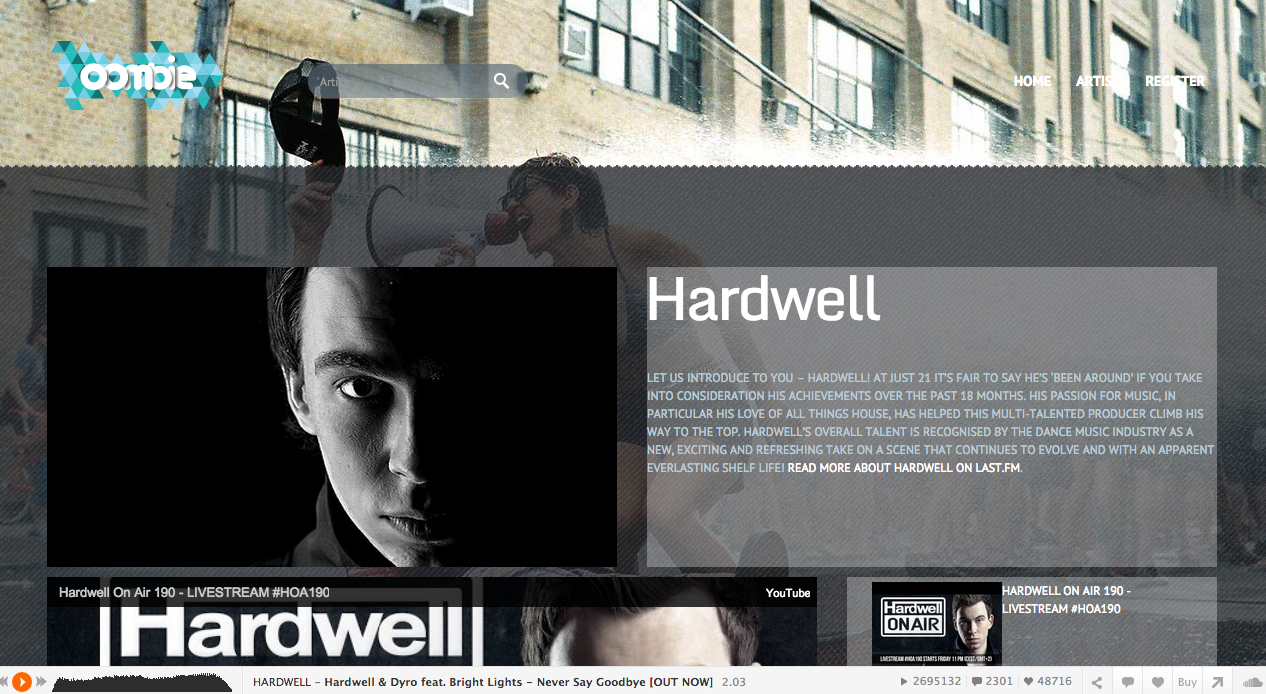 oombie
HOME ARTISTS REGISTER
Hardwell
LET US INTRODUCE TO YOU – HARDWELL! AT JUST 21 IT'S FAIR TO SAY HE'S 'BEEN AROUND' IF YOU TAKE
INTO CONSIDERATION HIS ACHIEVEMENTS OVER THE PAST 18 MONTHS. HIS PASSION FOR MUSIC, IN
PARTICULAR HIS LOVE OF ALL THINGS HOUSE, HAS HELPED THIS MULTI-TALENTED PRODUCER CLIMB HIS
WAY TO THE TOP. HARDWELL'S OVERALL TALENT IS RECOGNISED BY THE DANCE MUSIC INDUSTRY AS A
NEW, EXCITING AND REFRESHING TAKE ON A SCENE THAT CONTINUES TO EVOLVE AND WITH AN APPARENT
EVERLASTING SHELF LIFE! READ MORE ABOUT HARDWELL ON LAST.FM.
Hardwell On Air 190 - LIVESTREAM #HOA190 YouTube
Hardwell
HARDWELL ON AIR 190 -
LIVESTREAM #HOA190
Hardwell
ON AIR
LIVESTREAM #HOA 190 STARTS FRIDAY 11 PM (CEST/GMT+2)
HARDWELL – Hardwell & Dyro feat. Bright Lights – Never Say Goodbye [OUT NOW] 2.03
2695132 2301 48716 Buy